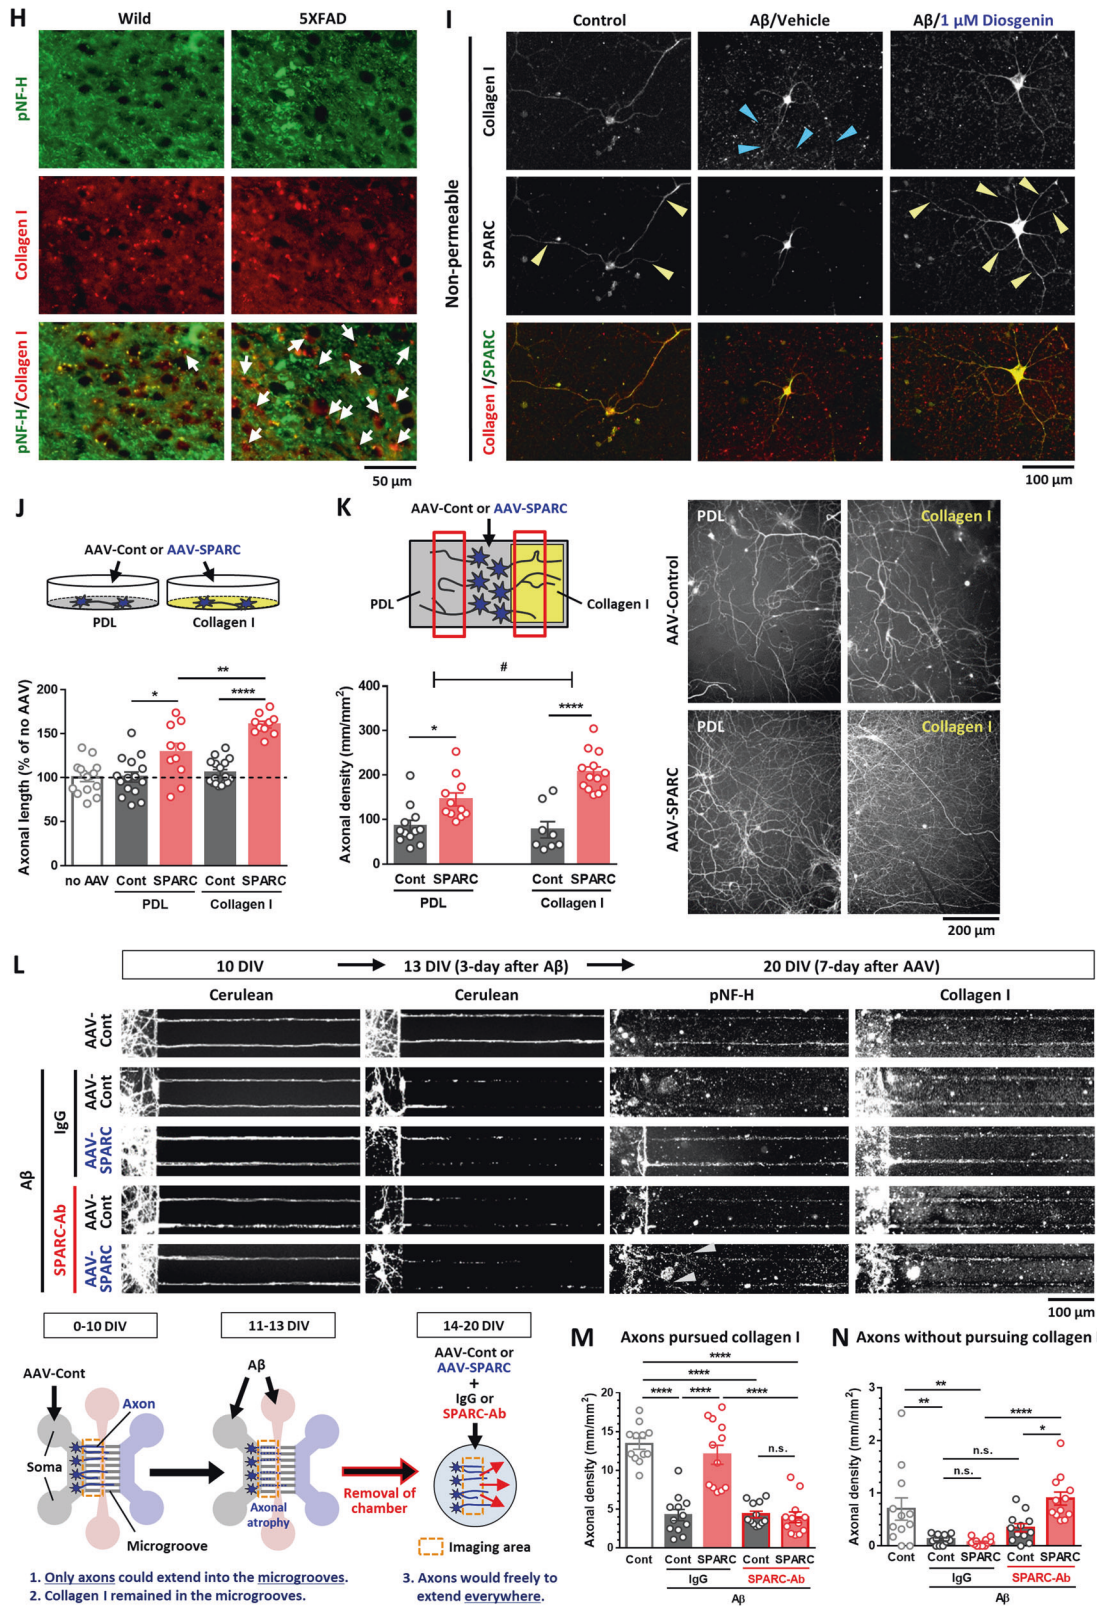 H
Wild
5XFAD
pNF-H
Collagen I
pNF-H/Collagen I
50 μm
I
Control
Aβ/Vehicle
Aβ/1 μM Diosgenin
Non-permeable
Collagen I
SPARC
Collagen I/SPARC
100 μm
J
AAV-Cont or AAV-SPARC
PDL
Collagen I
Axonal length (% of no AAV)
200
150
100
50
0
*
**
****
no AAV
Cont
SPARC
Cont
SPARC
PDL
Collagen I
K
AAV-Cont or AAV-SPARC
PDL
Collagen I
Axonal density (mm/mm²)
400
300
200
100
0
#
*
****
Cont
SPARC
Cont
SPARC
PDL
Collagen I
PDL
Collagen I
AAV-Control
PDL
Collagen I
AAV-SPARC
200 μm
L
10 DIV
13 DIV (3-day after Aβ)
20 DIV (7-day after AAV)
Cerulean
Cerulean
pNF-H
Collagen I
AAV-
Cont
Aβ
IgG
AAV-
Cont
AAV-
SPARC
SPARC-Ab
AAV-
Cont
AAV-
SPARC
100 μm
0-10 DIV
11-13 DIV
14-20 DIV
AAV-Cont
Aβ
AAV-Cont or
AAV-SPARC
+
IgG or
SPARC-Ab
Axon
Soma
Axonal
atrophy
Removal of
chamber
Microgroove
Imaging area
1. Only axons could extend into the microgrooves.
2. Collagen I remained in the microgrooves.
3. Axons would freely to
extend everywhere.
M
Axons pursued collagen I
Axonal density (mm/mm²)
20
15
10
5
0
****
****
****
****
****
n.s.
Cont
Cont
SPARC
Cont
SPARC
IgG
SPARC-Ab
Aβ
N
Axons without pursuing collagen I
Axonal density (mm/mm²)
3
2
1
0
**
**
****
*
n.s.
n.s.
Cont
Cont
SPARC
Cont
SPARC
IgG
SPARC-Ab
Aβ